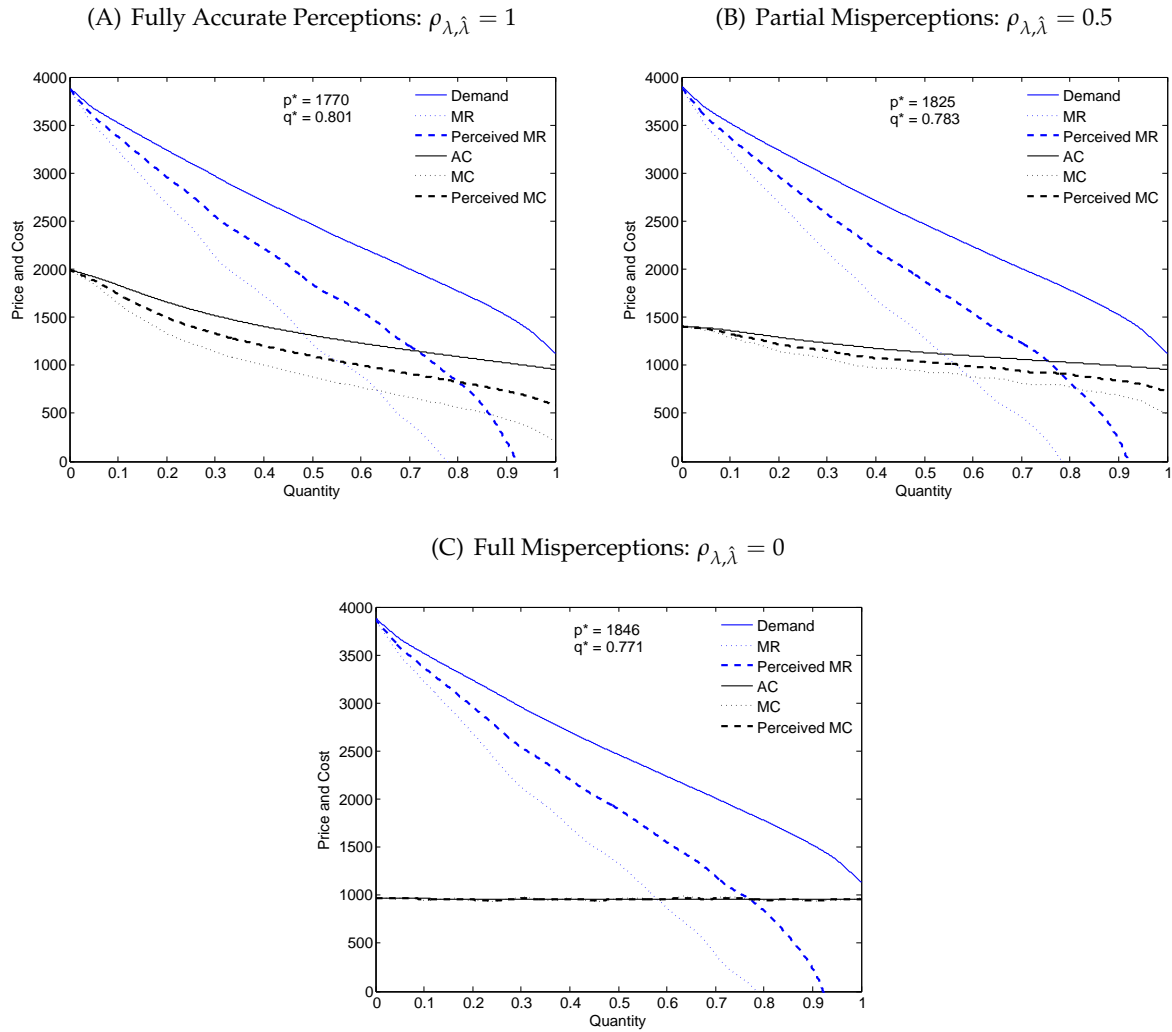 (A) Fully Accurate Perceptions: ρλ,λ̂ = 1
4000
3500
3000
2500
2000
1500
1000
500
0
Price and Cost
p* = 1770
q* = 0.801
Demand
MR
Perceived MR
AC
MC
Perceived MC
0 0.1 0.2 0.3 0.4 0.5 0.6 0.7 0.8 0.9 1
Quantity
(B) Partial Misperceptions: ρλ,λ̂ = 0.5
4000
3500
3000
2500
2000
1500
1000
500
0
Price and Cost
p* = 1825
q* = 0.783
Demand
MR
Perceived MR
AC
MC
Perceived MC
0 0.1 0.2 0.3 0.4 0.5 0.6 0.7 0.8 0.9 1
Quantity
(C) Full Misperceptions: ρλ,λ̂ = 0
4000
3500
3000
2500
2000
1500
1000
500
0
Price and Cost
p* = 1846
q* = 0.771
Demand
MR
Perceived MR
AC
MC
Perceived MC
0 0.1 0.2 0.3 0.4 0.5 0.6 0.7 0.8 0.9 1
Quantity